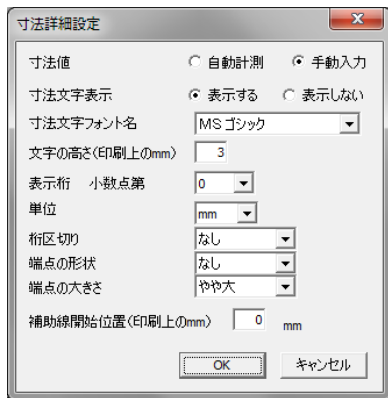 寸法詳細設定
寸法値 自動計測 手動入力
寸法文字表示 表示する 表示しない
寸法文字フォント名 MS ゴシック
文字の高さ(印刷上のmm) 3
表示桁 小数点第 0
単位 mm
桁区切り なし
端点の形状 なし
端点の大きさ やや大
補助線開始位置(印刷上のmm) 0 mm
OK キャンセル